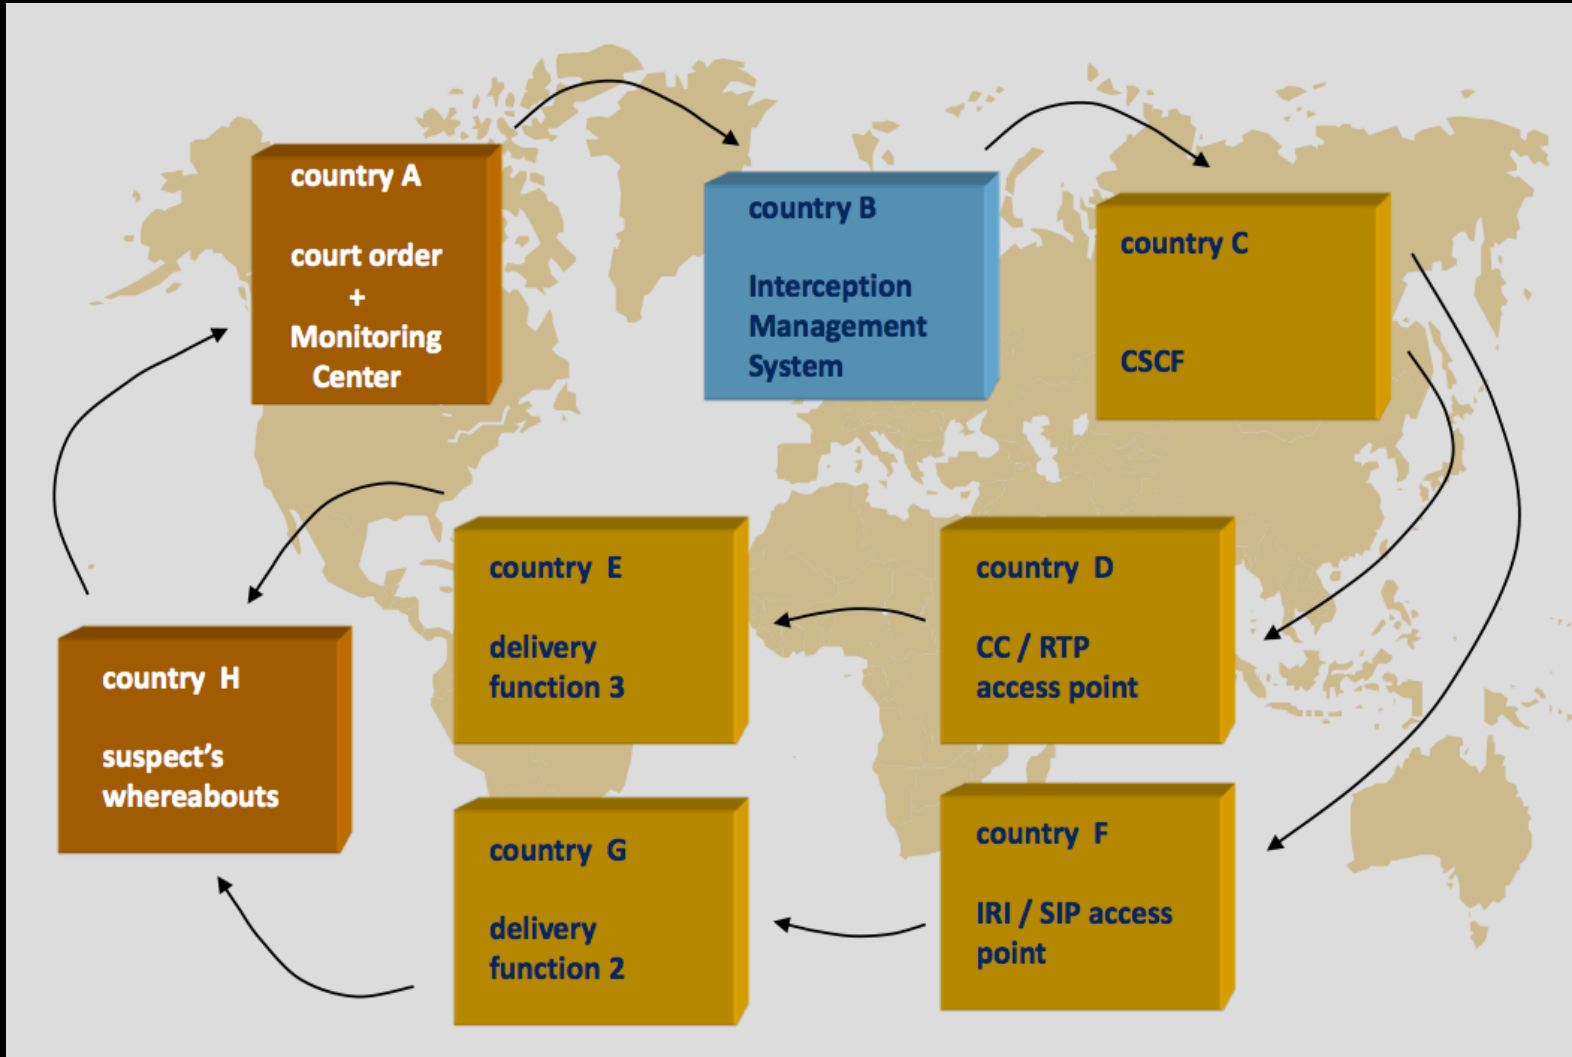 country A
court order
+
Monitoring
Center
country B
Interception
Management
System
country C
CSCF
country E
delivery
function 3
country D
CC / RTP
access point
country H
suspect's
whereabouts
country G
delivery
function 2
country F
IRI / SIP access
point